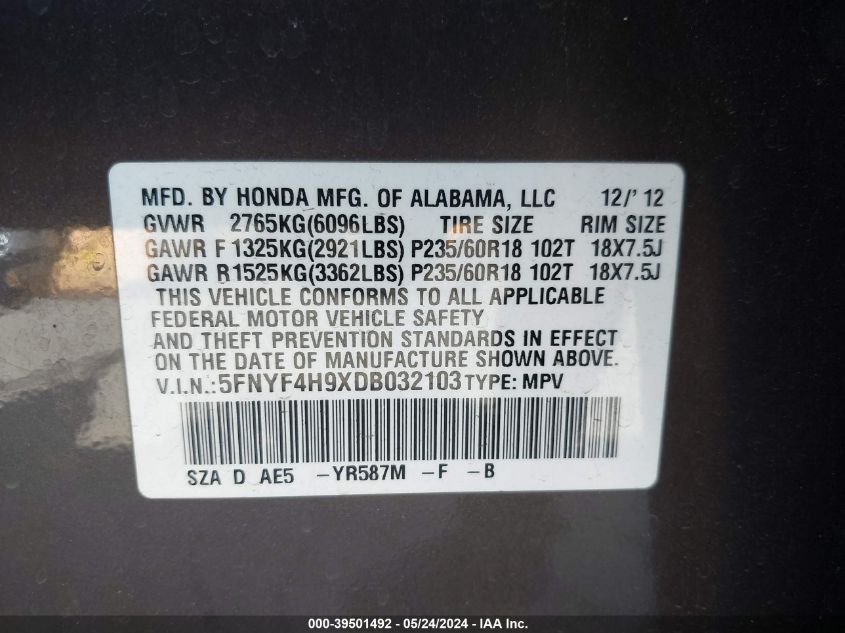 MFD. BY HONDA MFG. OF ALABAMA, LLC 12/'12
GVWR 2765KG(6096LBS) TIRE SIZE RIM SIZE
GAWR F 1325KG(2921LBS) P235/60R18 102T 18X7.5J
GAWR R1525KG(3362LBS) P235/60R18 102T 18X7.5J
THIS VEHICLE CONFORMS TO ALL APPLICABLE
FEDERAL MOTOR VEHICLE SAFETY
AND THEFT PREVENTION STANDARDS IN EFFECT
ON THE DATE OF MANUFACTURE SHOWN ABOVE.
V.I.N.:5FNYF4H9XDB032103 TYPE: MPV
SZA D AE5 -YR587M -F -B
000-39501492 - 05/24/2024 - IAA Inc.